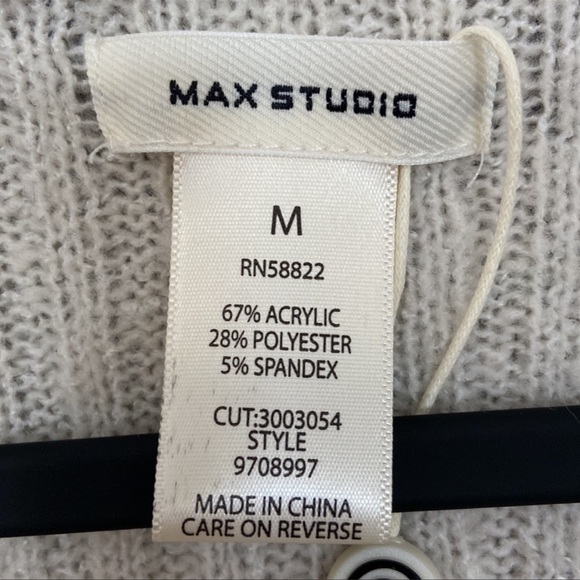 MAX STUDIO
M
RN58822
67% ACRYLIC
28% POLYESTER
5% SPANDEX
CUT:3003054
STYLE
9708997
MADE IN CHINA
CARE ON REVERSE